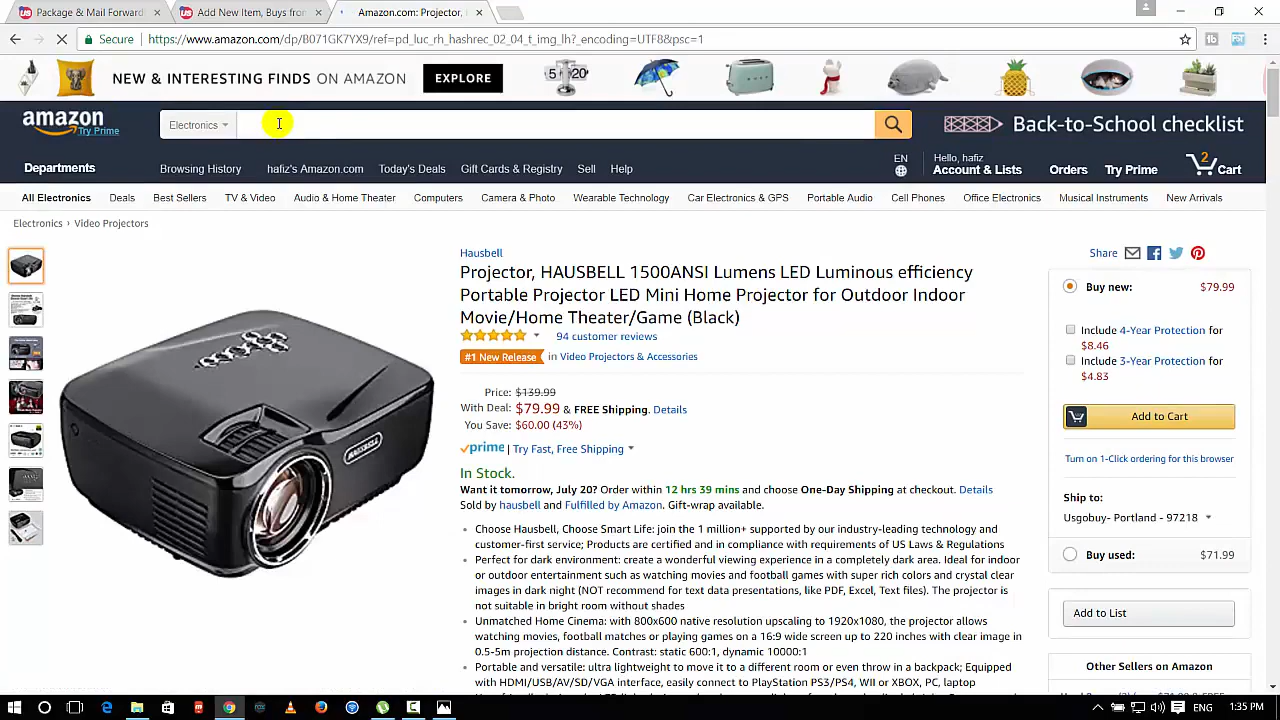 Package & Mail Forward
Add New Item, Buys from
Amazon.com: Projector,
Secure
https://www.amazon.com/dp/B071GK7YX9/ref=pd_luc_rh_hashrec_02_04_t_img_lh?_encoding=UTF8&psc=1
NEW & INTERESTING FINDS ON AMAZON
EXPLORE
5 20
amazon
Try Prime
Electronics
Back-to-School checklist
Departments
Browsing History
hafiz's Amazon.com
Today's Deals
Gift Cards & Registry
Sell
Help
EN
Hello, hafiz
Account & Lists
Orders
Try Prime
2
Cart
All Electronics
Deals
Best Sellers
TV & Video
Audio & Home Theater
Computers
Camera & Photo
Wearable Technology
Car Electronics & GPS
Portable Audio
Cell Phones
Office Electronics
Musical Instruments
New Arrivals
Electronics › Video Projectors
HAUSBELL
Hausbell
Projector, HAUSBELL 1500ANSI Lumens LED Luminous efficiency
Portable Projector LED Mini Home Projector for Outdoor Indoor
Movie/Home Theater/Game (Black)
94 customer reviews
#1 New Release in Video Projectors & Accessories
Price: $139.99
With Deal: $79.99 & FREE Shipping. Details
You Save: $60.00 (43%)
prime | Try Fast, Free Shipping
In Stock.
Want it tomorrow, July 20? Order within 12 hrs 39 mins and choose One-Day Shipping at checkout. Details
Sold by hausbell and Fulfilled by Amazon. Gift-wrap available.
Choose Hausbell, Choose Smart Life: join the 1 million+ supported by our industry-leading technology and
customer-first service; Products are certified and in compliance with requirements of US Laws & Regulations
Perfect for dark environment: create a wonderful viewing experience in a completely dark area. Ideal for indoor
or outdoor entertainment such as watching movies and football games with super rich colors and crystal clear
images in dark night (NOT recommend for text data presentations, like PDF, Excel, Text files). The projector is
not suitable in bright room without shades
Unmatched Home Cinema: with 800x600 native resolution upscaling to 1920x1080, the projector allows
watching movies, football matches or playing games on a 16:9 wide screen up to 220 inches with clear image in
0.5-5m projection distance. Contrast: static 600:1, dynamic 10000:1
Portable and versatile: ultra lightweight to move it to a different room or even throw in a backpack; Equipped
with HDMI/USB/AV/SD/VGA interface, easily connect to PlayStation PS3/PS4, WII or XBOX, PC, laptop
Share
Buy new: $79.99
Include 4-Year Protection for
$8.46
Include 3-Year Protection for
$4.83
Add to Cart
Turn on 1-Click ordering for this browser
Ship to:
Usgobuy- Portland - 97218
Buy used: $71.99
Add to List
Other Sellers on Amazon
ENG
1:35 PM